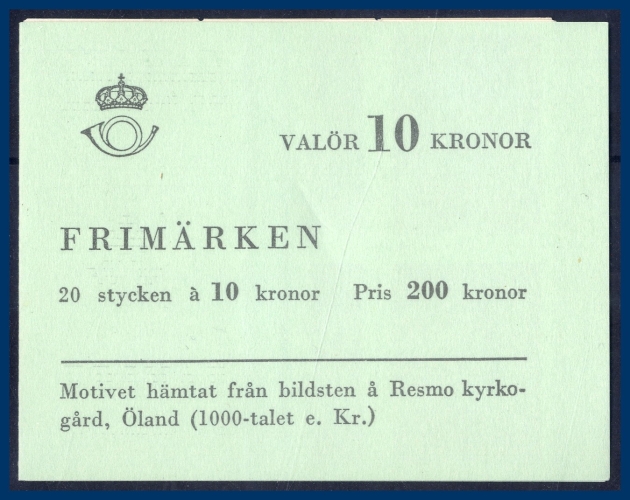 VALÖR 10 KRONOR
FRIMÄRKEN
20 stycken à 10 kronor Pris 200 kronor
Motivet hämtat från bildsten å Resmo kyrko-
gård, Öland (1000-talet e. Kr.)